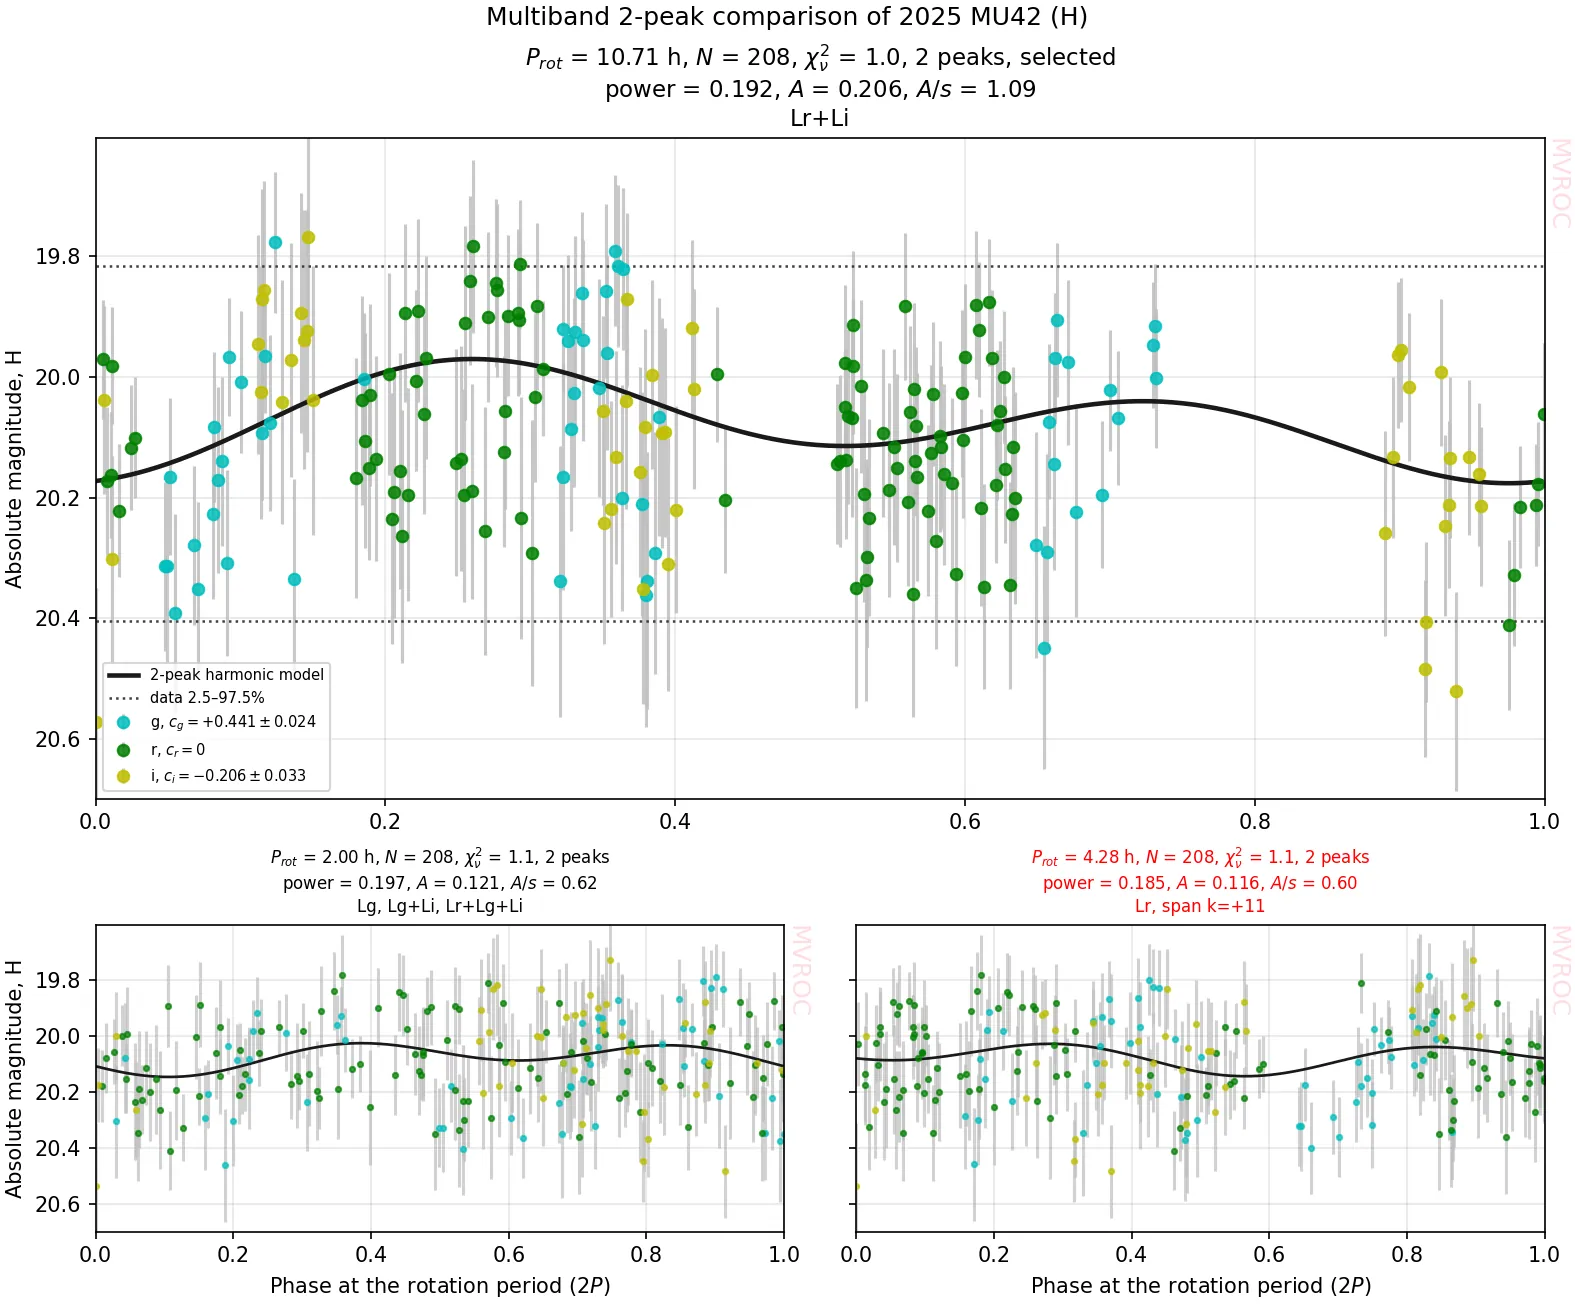 Multiband 2-peak comparison of 2025 MU42 (H)
P_rot = 10.71 h, N = 208, χ²_ν = 1.0, 2 peaks, selected
power = 0.192, A = 0.206, A/s = 1.09
Lr+Li
MVROC
Absolute magnitude, H
19.8
20.0
20.2
20.4
20.6
2-peak harmonic model
data 2.5–97.5%
g, c_g = +0.441 ± 0.024
r, c_r = 0
i, c_i = −0.206 ± 0.033
0.0 0.2 0.4 0.6 0.8 1.0
P_rot = 2.00 h, N = 208, χ²_ν = 1.1, 2 peaks
power = 0.197, A = 0.121, A/s = 0.62
Lg, Lg+Li, Lr+Lg+Li
MVROC
Absolute magnitude, H
19.8
20.0
20.2
20.4
20.6
0.0 0.2 0.4 0.6 0.8 1.0
Phase at the rotation period (2P)
P_rot = 4.28 h, N = 208, χ²_ν = 1.1, 2 peaks
power = 0.185, A = 0.116, A/s = 0.60
Lr, span k=+11
MVROC
0.0 0.2 0.4 0.6 0.8 1.0
Phase at the rotation period (2P)